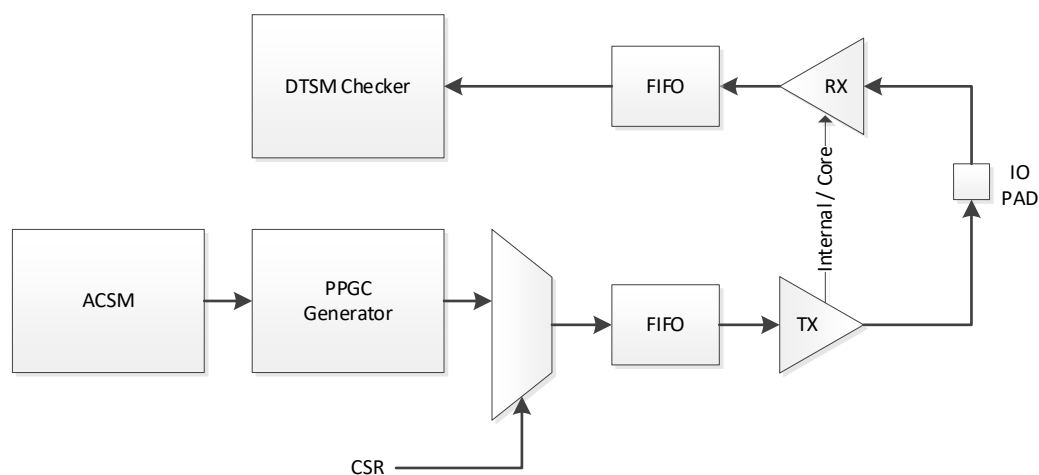 DTSM Checker
FIFO
RX
IO
PAD
Internal / Core
ACSM
PPGC
Generator
FIFO
TX
CSR